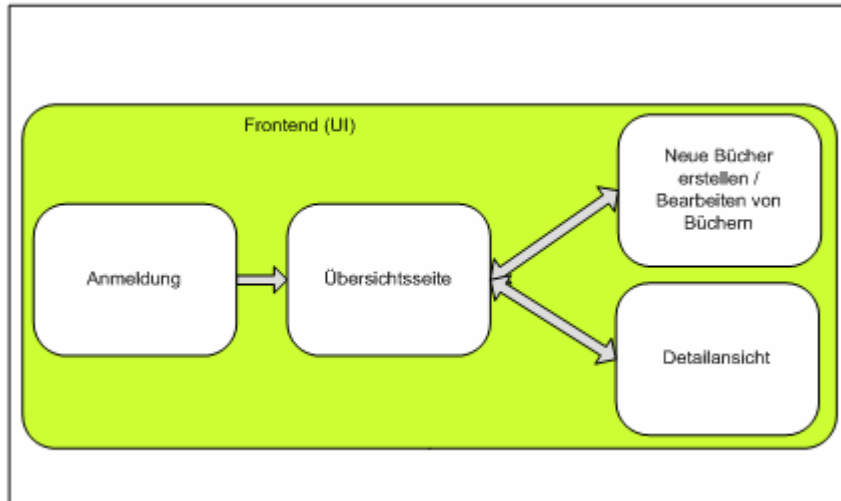 Frontend (UI)
Anmeldung
Übersichtsseite
Neue Bücher
erstellen /
Bearbeiten von
Büchern
Detailansicht